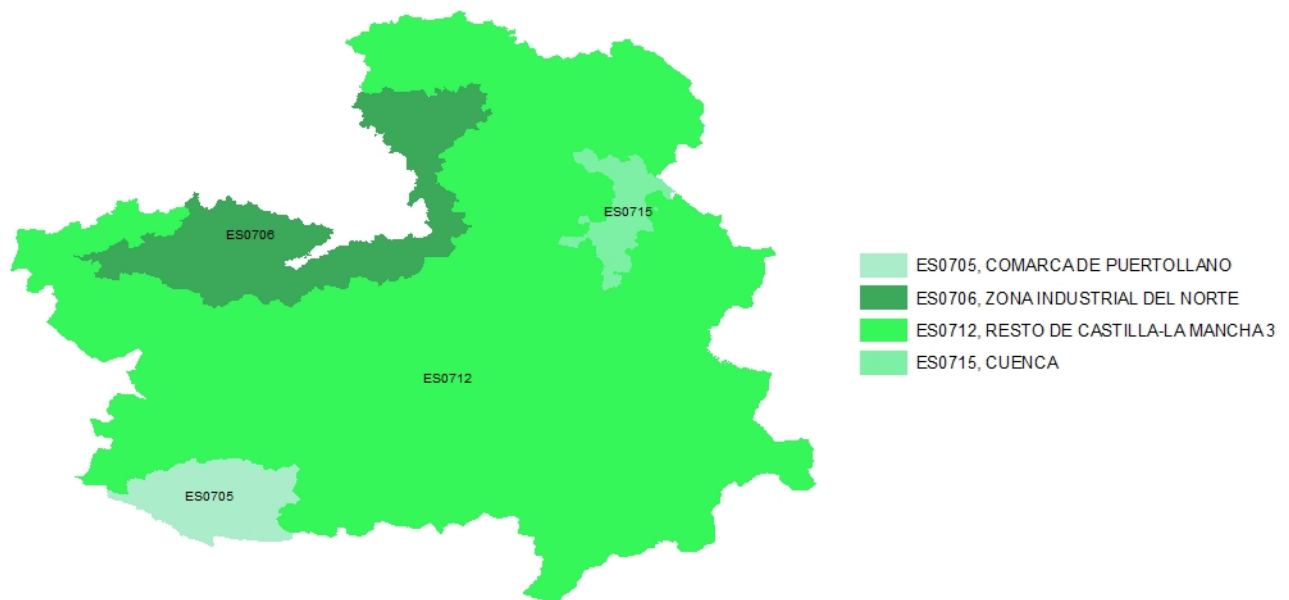 ES0706
ES0715
ES0712
ES0705
ES0705, COMARCA DE PUERTOLLANO
ES0706, ZONA INDUSTRIAL DEL NORTE
ES0712, RESTO DE CASTILLA-LA MANCHA 3
ES0715, CUENCA